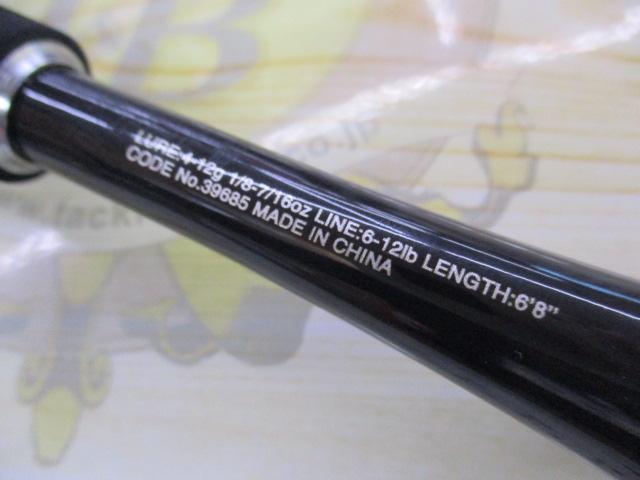 LURE:4-12g 1/8-7/16oz LINE:6-12lb LENGTH:6'8"
CODE No.39685 MADE IN CHINA